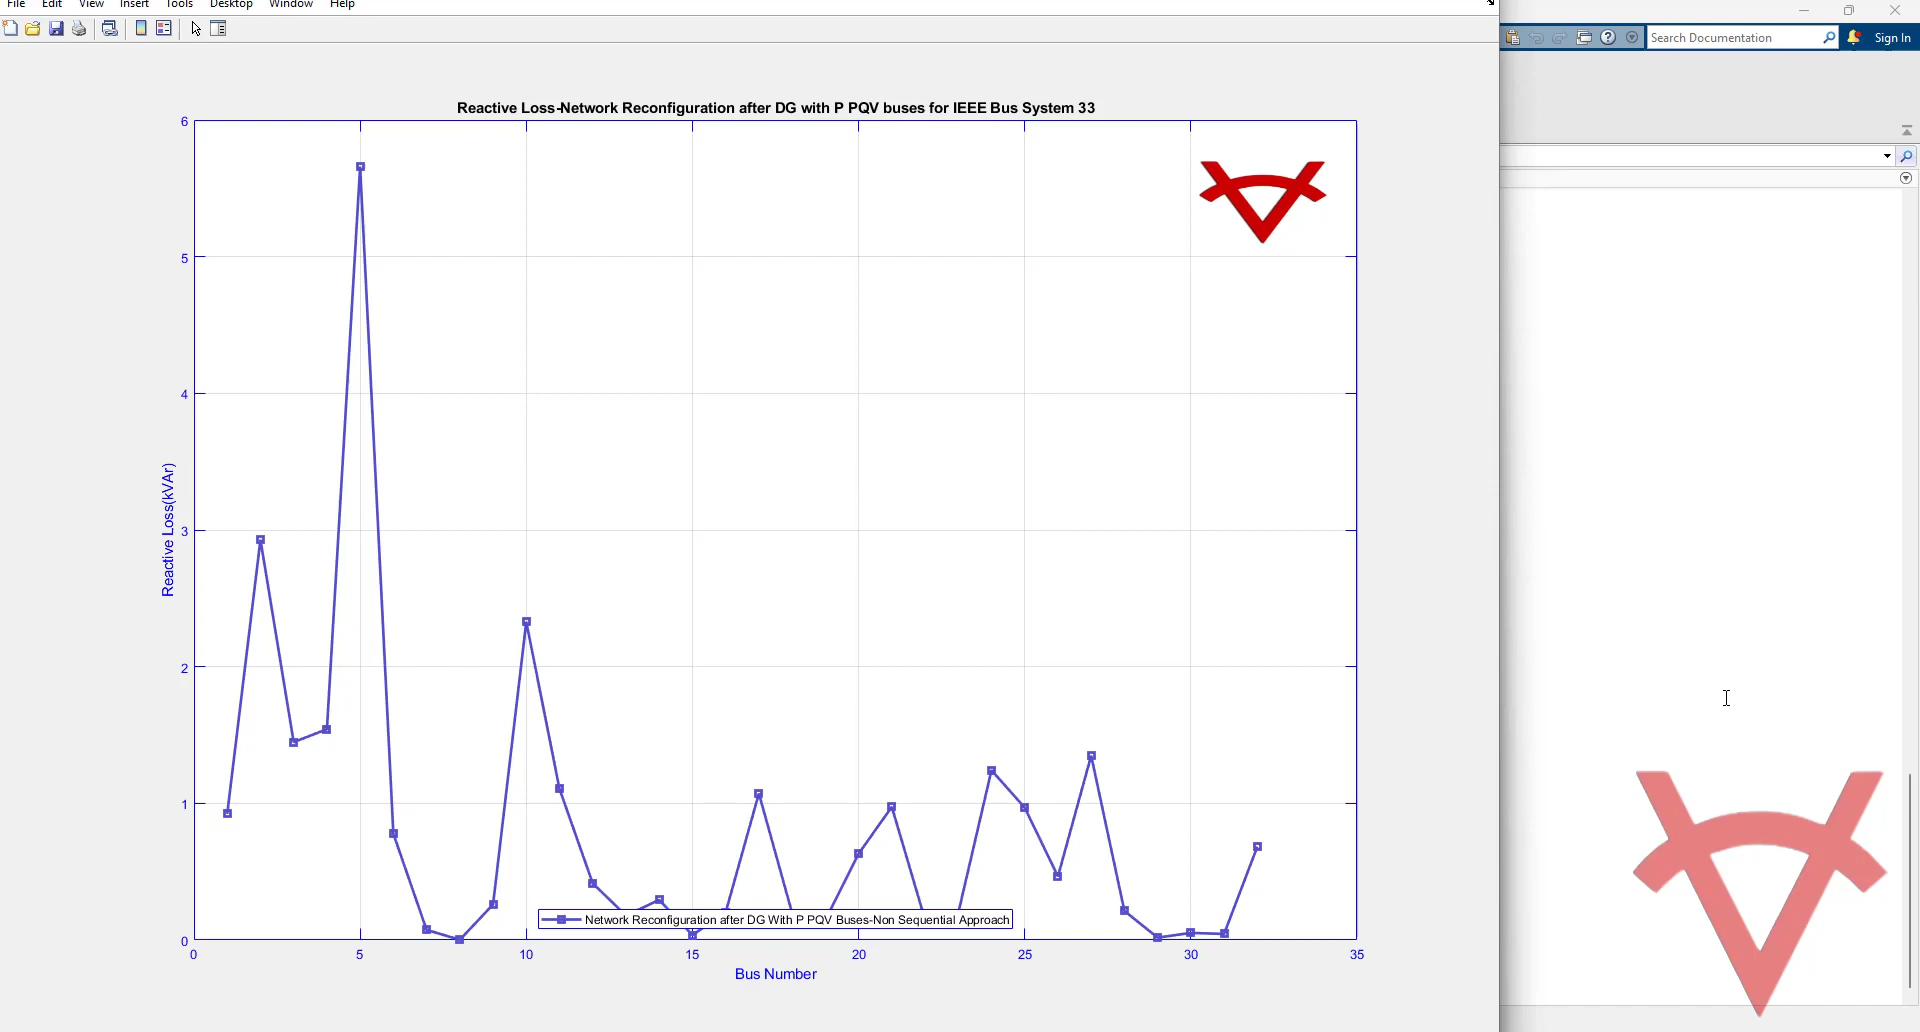 File Edit View Insert Tools Desktop Window Help
Search Documentation
Sign In
Reactive Loss-Network Reconfiguration after DG with P PQV buses for IEEE Bus System 33
6
5
4
3
2
1
0
Reactive Loss(kVAr)
Network Reconfiguration after DG With P PQV Buses-Non Sequential Approach
0 5 10 15 20 25 30 35
Bus Number